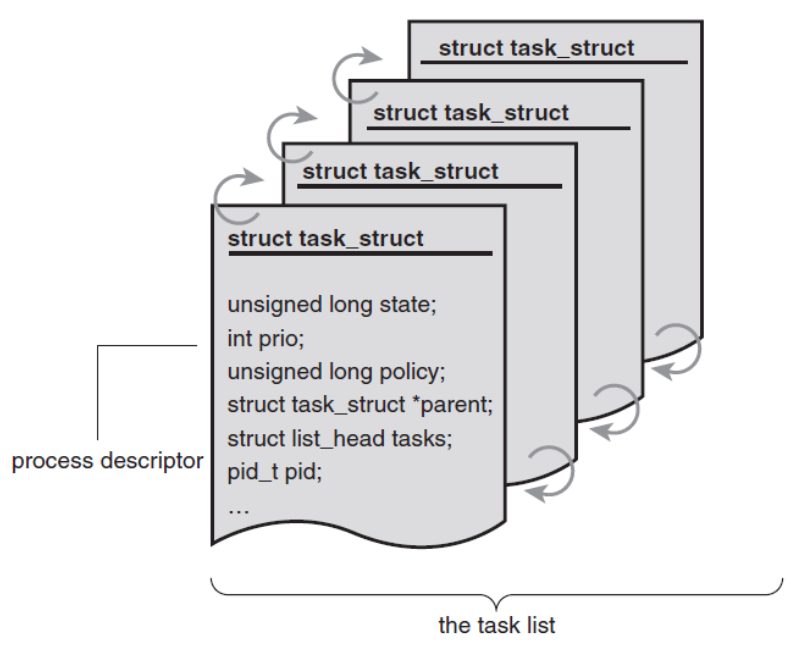 struct task_struct
struct task_struct
struct task_struct
struct task_struct
unsigned long state;
int prio;
unsigned long policy;
struct task_struct *parent;
struct list_head tasks;
pid_t pid;
…
process descriptor
the task list